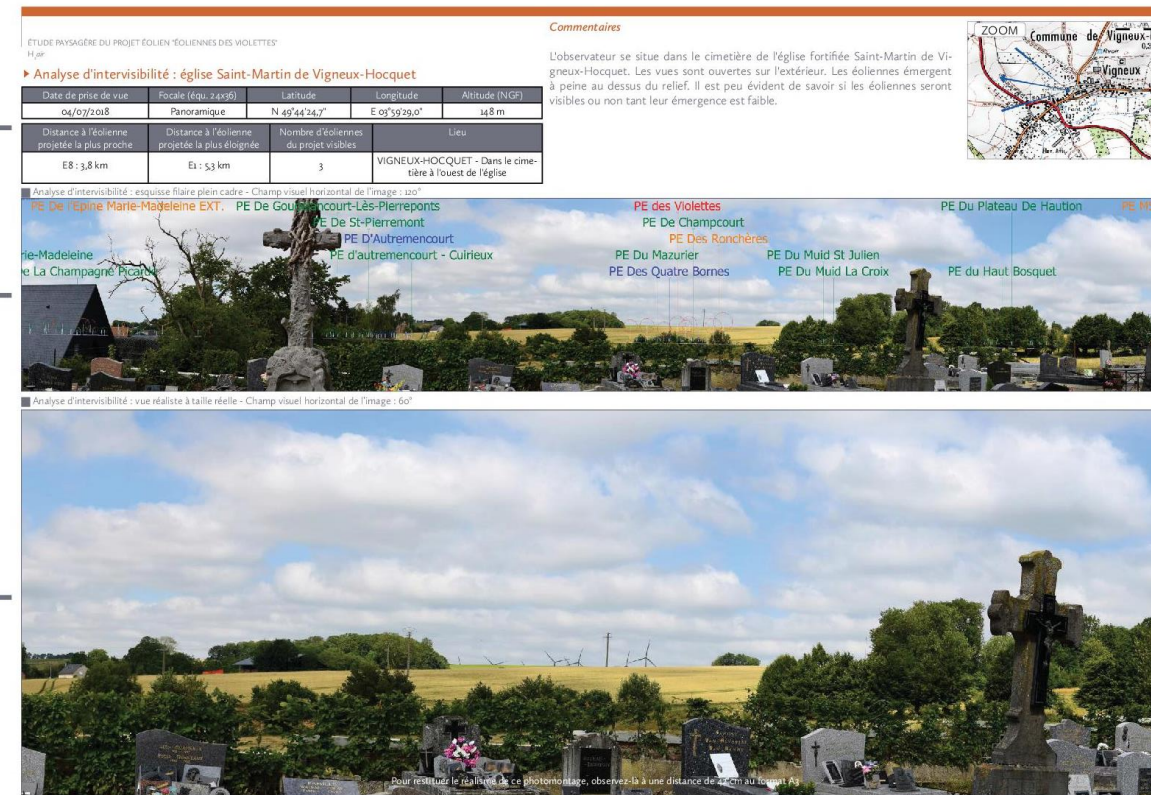 ÉTUDE PAYSAGÈRE DU PROJET ÉOLIEN "ÉOLIENNES DES VIOLETTES"
H air
Analyse d'intervisibilité : église Saint-Martin de Vigneux-Hocquet
Date de prise de vue Focale (équ. 24x36) Latitude Longitude Altitude (NGF)
04/07/2018 Panoramique N 49°44'24,7" E 03°59'29,0" 148 m
Distance à l'éolienne projetée la plus proche Distance à l'éolienne projetée la plus éloignée Nombre d'éoliennes du projet visibles Lieu
E8 : 3,8 km E1 : 5,3 km 3 VIGNEUX-HOCQUET - Dans le cime-
tière à l'ouest de l'église
Commentaires
L'observateur se situe dans le cimetière de l'église fortifiée Saint-Martin de Vi-
gneux-Hocquet. Les vues sont ouvertes sur l'extérieur. Les éoliennes émergent
à peine au dessus du relief. Il est peu évident de savoir si les éoliennes seront
visibles ou non tant leur émergence est faible.
ZOOM
Commune de Vigneux-
Vigneux
Analyse d'intervisibilité : esquisse filaire plein cadre - Champ visuel horizontal de l'image : 120°
PE De l'Epine Marie-Madeleine EXT. PE De Goudelancourt-Lès-Pierreponts PE des Violettes PE Du Plateau De Haution
PE De St-Pierremont PE De Champcourt
PE D'Autremencourt PE Des Ronchères
rie-Madeleine PE d'autremencourt - Cuirieux PE Du Mazurier PE Du Muid St Julien
e La Champagne Picarde PE Des Quatre Bornes PE Du Muid La Croix PE du Haut Bosquet
Analyse d'intervisibilité : vue réaliste à taille réelle - Champ visuel horizontal de l'image : 60°
Pour restituer le réalisme de ce photomontage, observez-là à une distance de 42 cm au format A3